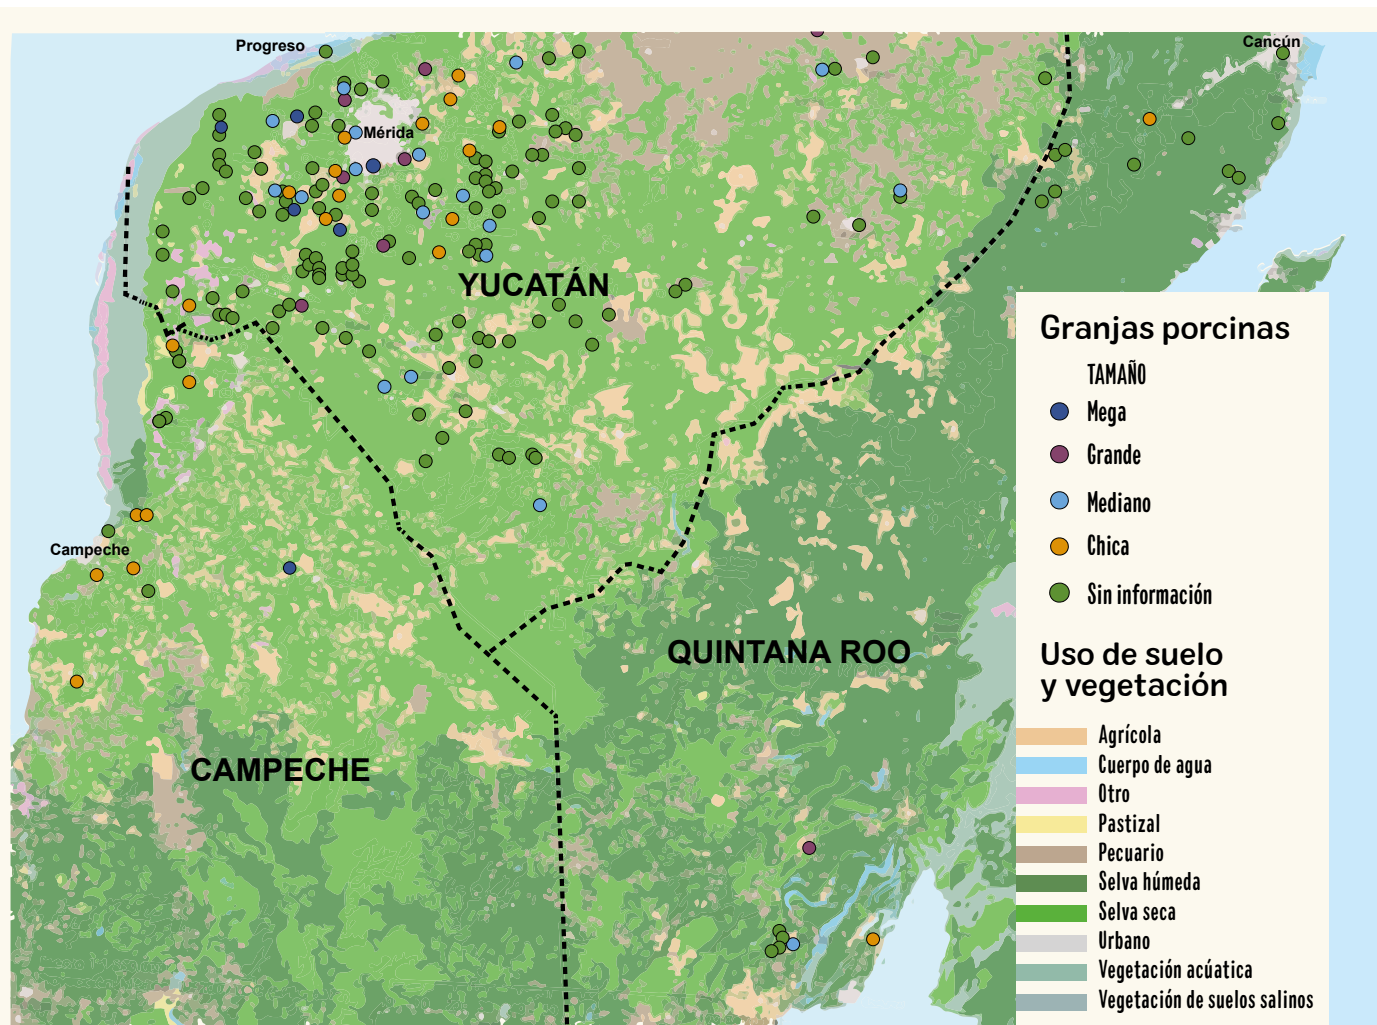 Progreso
Cancún
Mérida
YUCATÁN
Campeche
QUINTANA ROO
CAMPECHE
Granjas porcinas
TAMAÑO
Mega
Grande
Mediano
Chica
Sin información
Uso de suelo
y vegetación
Agrícola
Cuerpo de agua
Otro
Pastizal
Pecuario
Selva húmeda
Selva seca
Urbano
Vegetación acúatica
Vegetación de suelos salinos